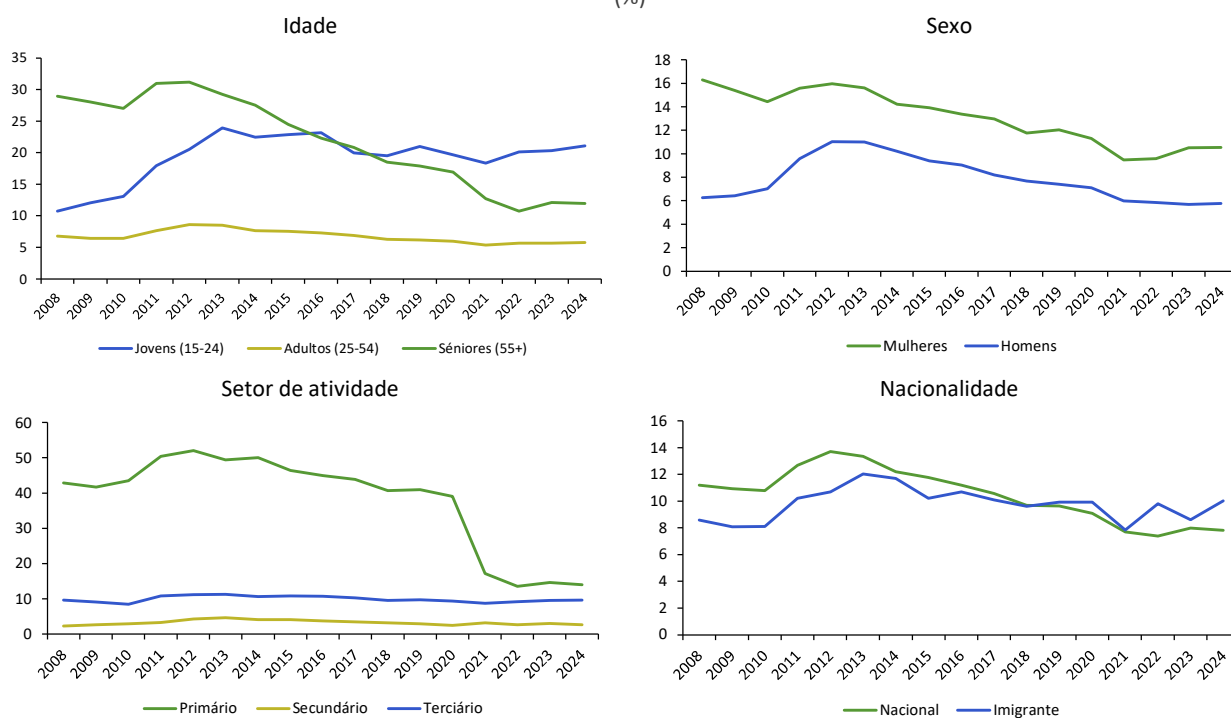 (%)
Idade
35
30
25
20
15
10
5
0
2008 2009 2010 2011 2012 2013 2014 2015 2016 2017 2018 2019 2020 2021 2022 2023 2024
Jovens (15-24) Adultos (25-54) Séniores (55+)
Sexo
18
16
14
12
10
8
6
4
2
0
2008 2009 2010 2011 2012 2013 2014 2015 2016 2017 2018 2019 2020 2021 2022 2023 2024
Mulheres Homens
Setor de atividade
60
50
40
30
20
10
0
2008 2009 2010 2011 2012 2013 2014 2015 2016 2017 2018 2019 2020 2021 2022 2023 2024
Primário Secundário Terciário
Nacionalidade
16
14
12
10
8
6
4
2
0
2008 2009 2010 2011 2012 2013 2014 2015 2016 2017 2018 2019 2020 2021 2022 2023 2024
Nacional Imigrante